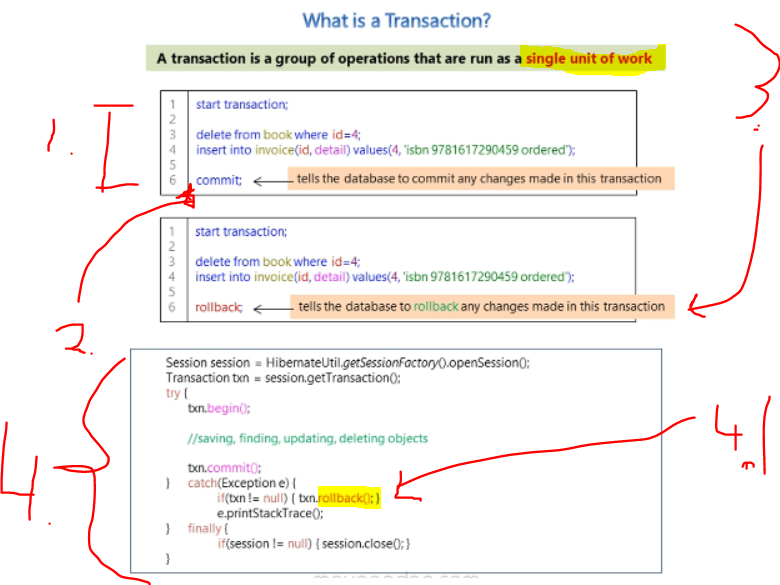 What is a Transaction?
A transaction is a group of operations that are run as a single unit of work
1.
1 start transaction;
2
3 delete from book where id=4;
4 insert into invoice(id, detail) values(4, 'isbn 9781617290459 ordered');
5
6 commit; tells the database to commit any changes made in this transaction
2.
3.
1 start transaction;
2
3 delete from book where id=4;
4 insert into invoice(id, detail) values(4, 'isbn 9781617290459 ordered');
5
6 rollback; tells the database to rollback any changes made in this transaction
4.
Session session = HibernateUtil.getSessionFactory().openSession();
Transaction txn = session.getTransaction();
try {
txn.begin();
//saving, finding, updating, deleting objects
txn.commit();
} catch(Exception e) {
if(txn != null) { txn.rollback(); }
e.printStackTrace();
} finally {
if(session != null) { session.close(); }
}
4.1